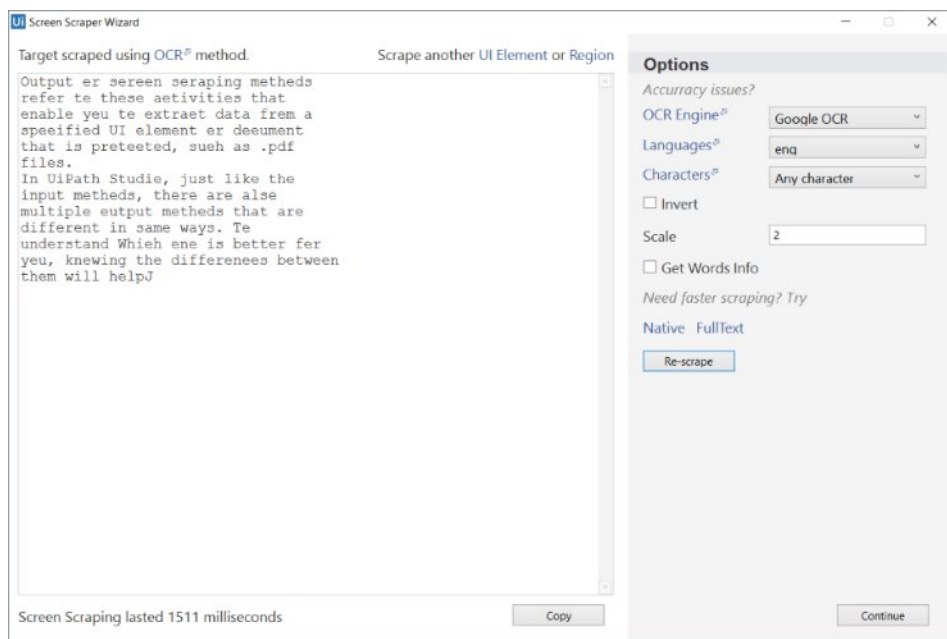 Ui Screen Scraper Wizard
Target scraped using OCR method.
Scrape another UI Element or Region
Output er sereen seraping metheds
refer te these aetivities that
enable yeu te extraet data frem a
speeified UI element er deeument
that is preteeted, sueh as .pdf
files.
In UiPath Studie, just like the
input metheds, there are alse
multiple eutput metheds that are
different in same ways. Te
understand Whieh ene is better fer
yeu, knewing the differenees between
them will helpJ
Screen Scraping lasted 1511 milliseconds
Copy
Options
Accurracy issues?
OCR Engine Google OCR
Languages eng
Characters Any character
Invert
Scale 2
Get Words Info
Need faster scraping? Try
Native FullText
Re-scrape
Continue